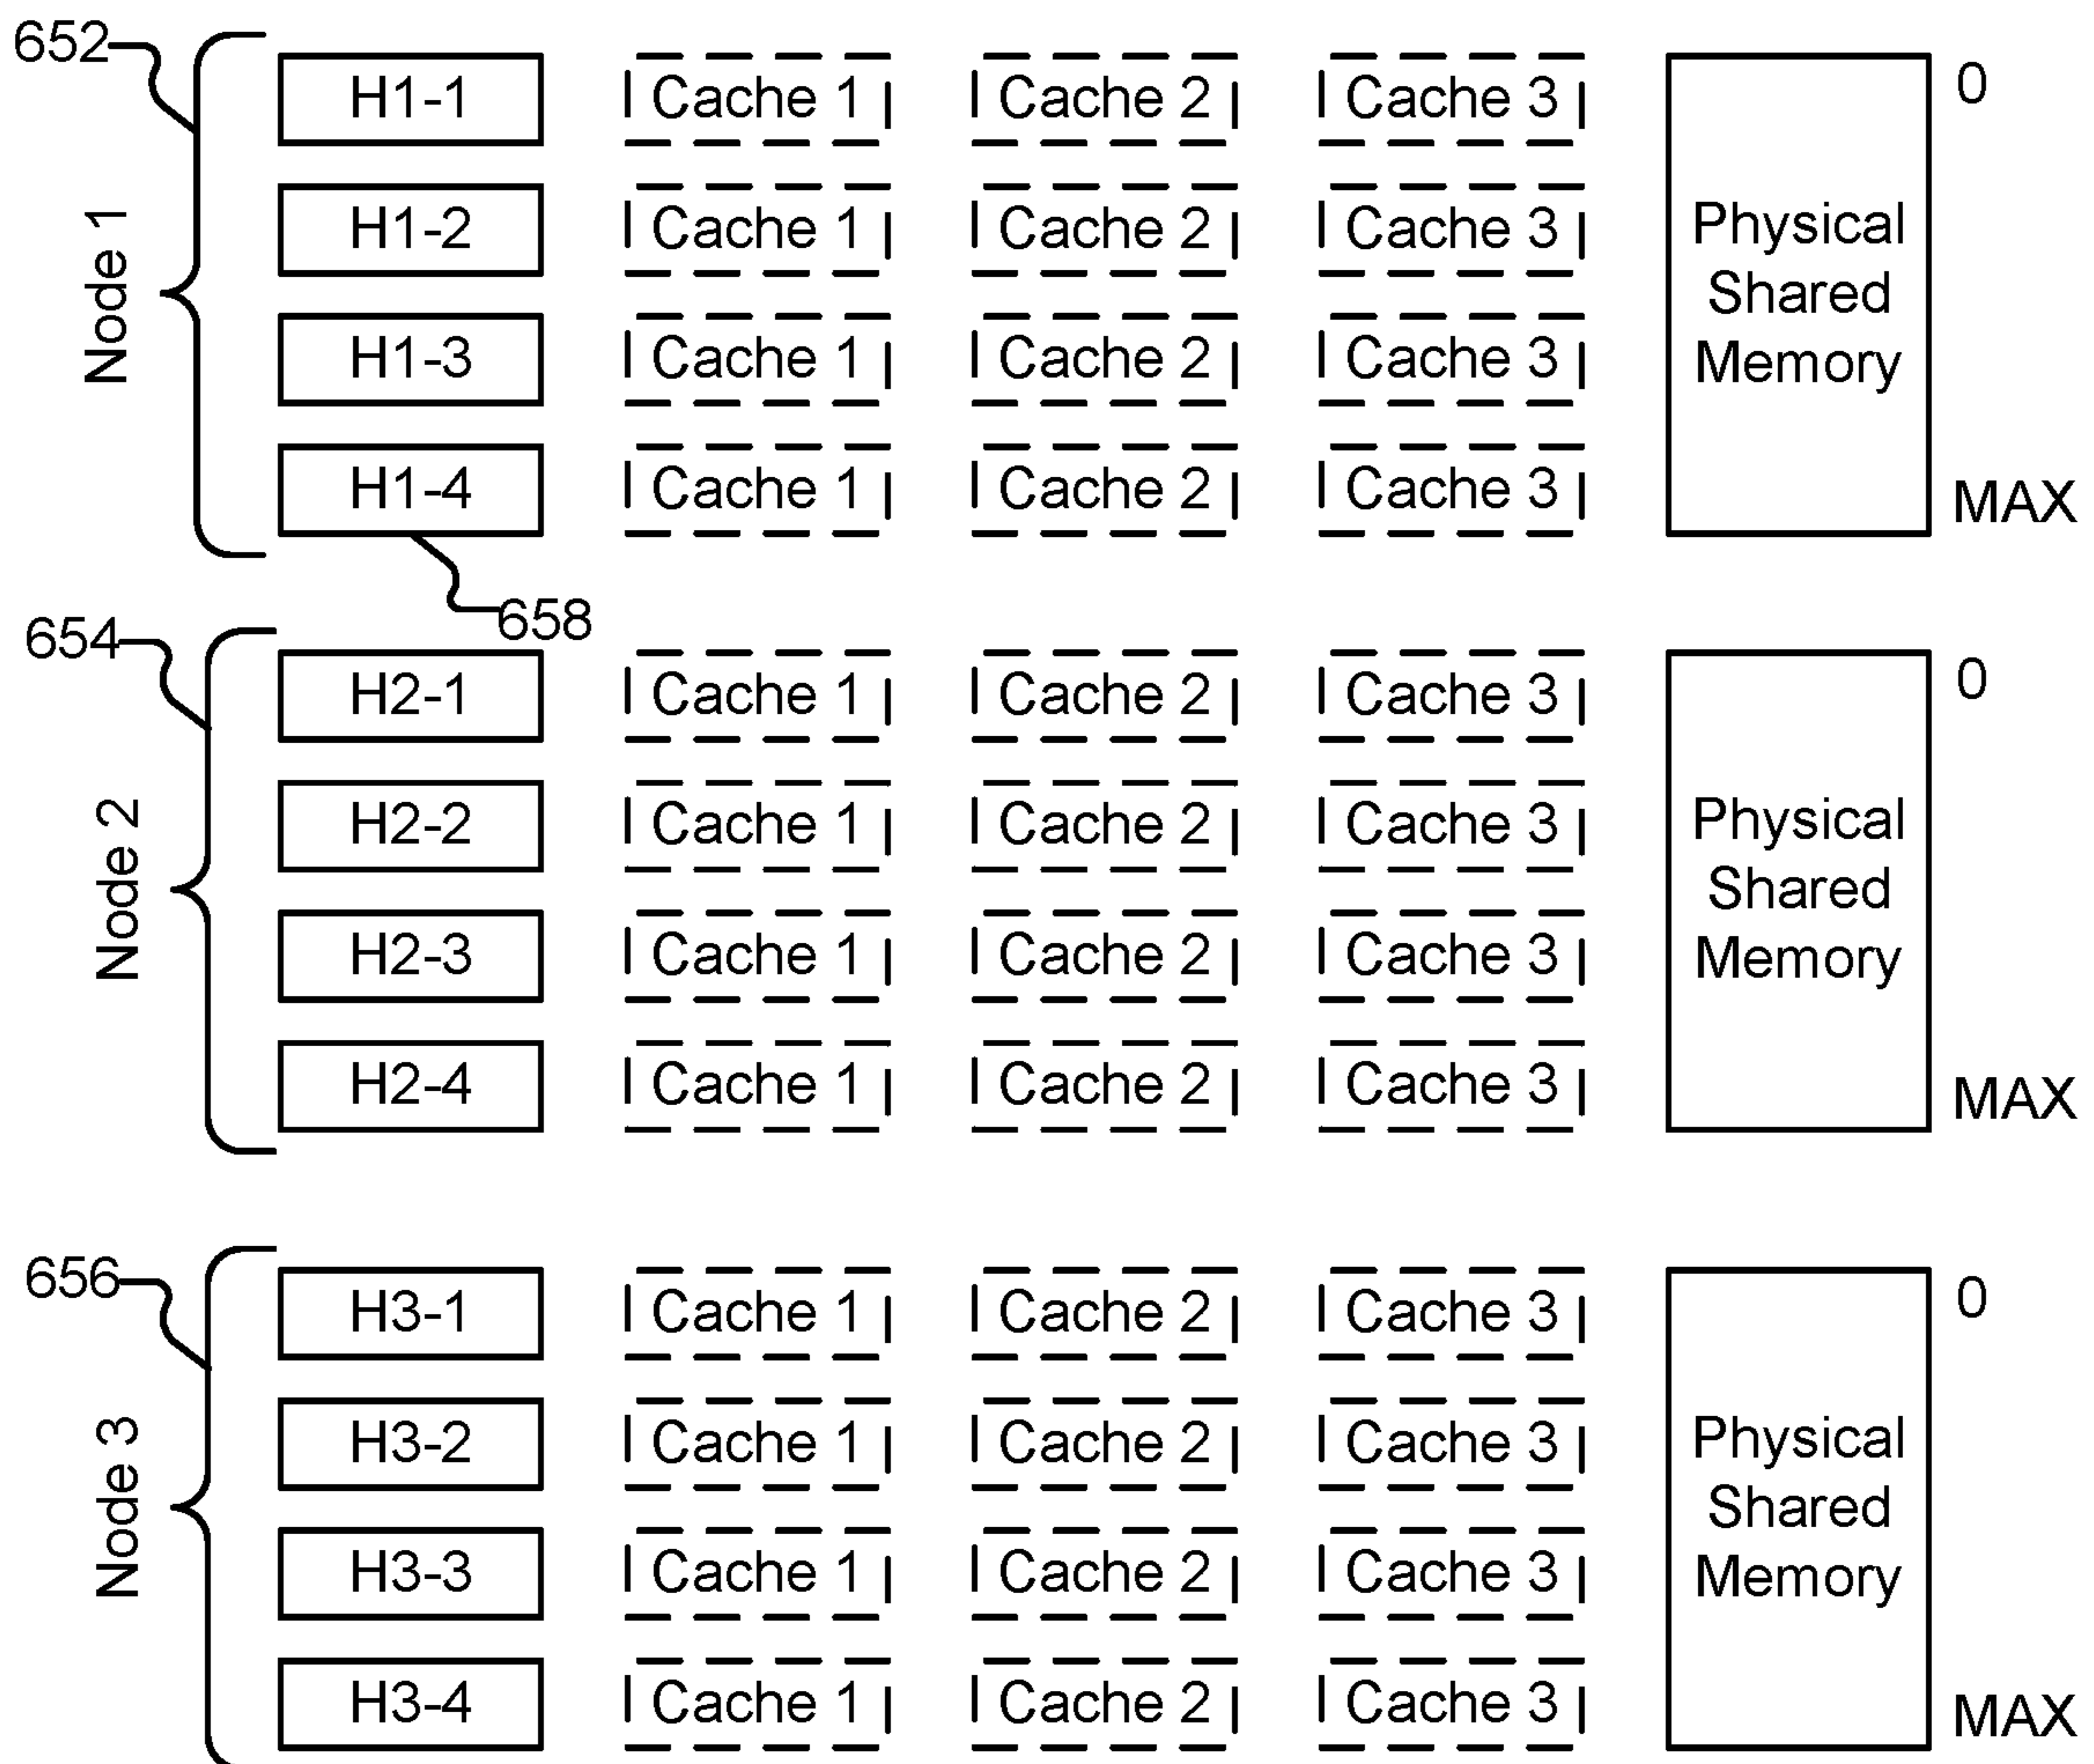 652
Node 1
H1-1 Cache 1 Cache 2 Cache 3
H1-2 Cache 1 Cache 2 Cache 3
H1-3 Cache 1 Cache 2 Cache 3
H1-4 Cache 1 Cache 2 Cache 3
0
Physical
Shared
Memory
MAX
658
654
Node 2
H2-1 Cache 1 Cache 2 Cache 3
H2-2 Cache 1 Cache 2 Cache 3
H2-3 Cache 1 Cache 2 Cache 3
H2-4 Cache 1 Cache 2 Cache 3
0
Physical
Shared
Memory
MAX
656
Node 3
H3-1 Cache 1 Cache 2 Cache 3
H3-2 Cache 1 Cache 2 Cache 3
H3-3 Cache 1 Cache 2 Cache 3
H3-4 Cache 1 Cache 2 Cache 3
0
Physical
Shared
Memory
MAX